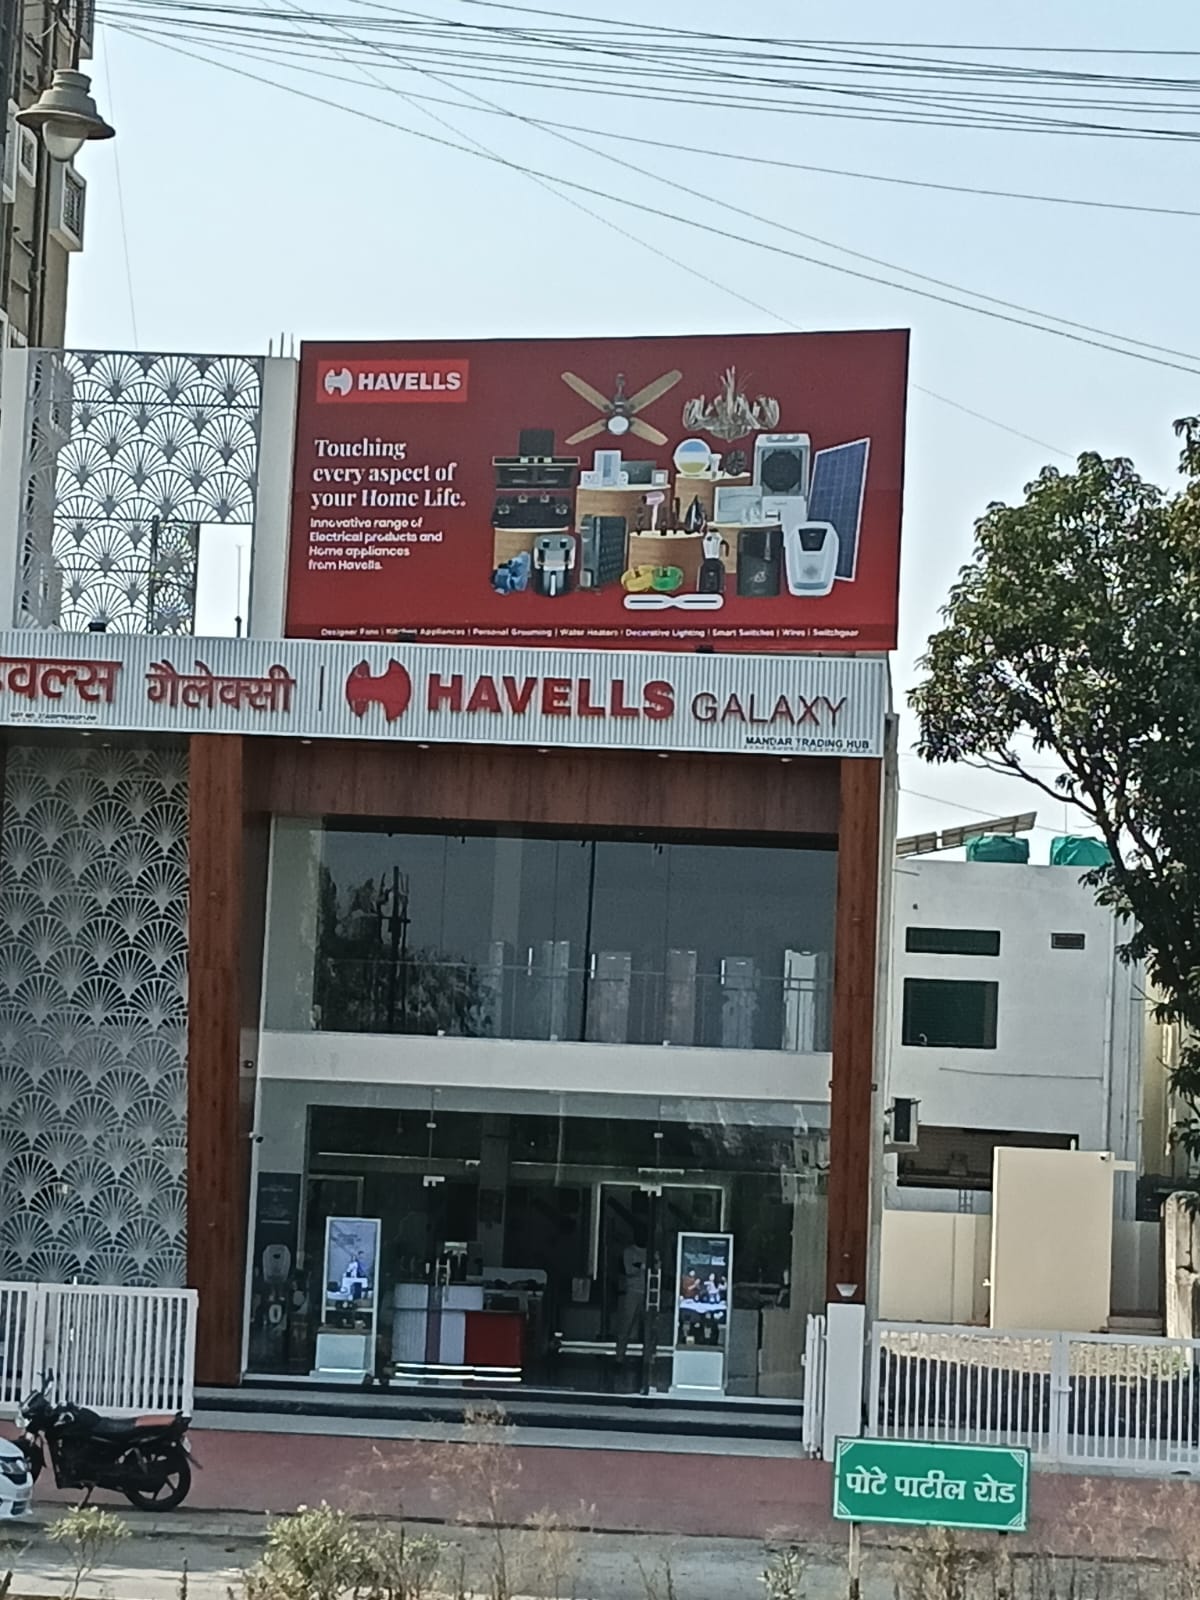 HAVELLS
Touching
every aspect of
your Home Life.
Innovative range of
Electrical products and
Home appliances
from Havells.
Designer Fans | Kitchen Appliances | Personal Grooming | Water Heaters | Decorative Lighting | Smart Switches | Wires | Switchgear
गैलेक्सी | HAVELLS GALAXY
MANDAR TRADING HUB
पोटे पाटील रोड